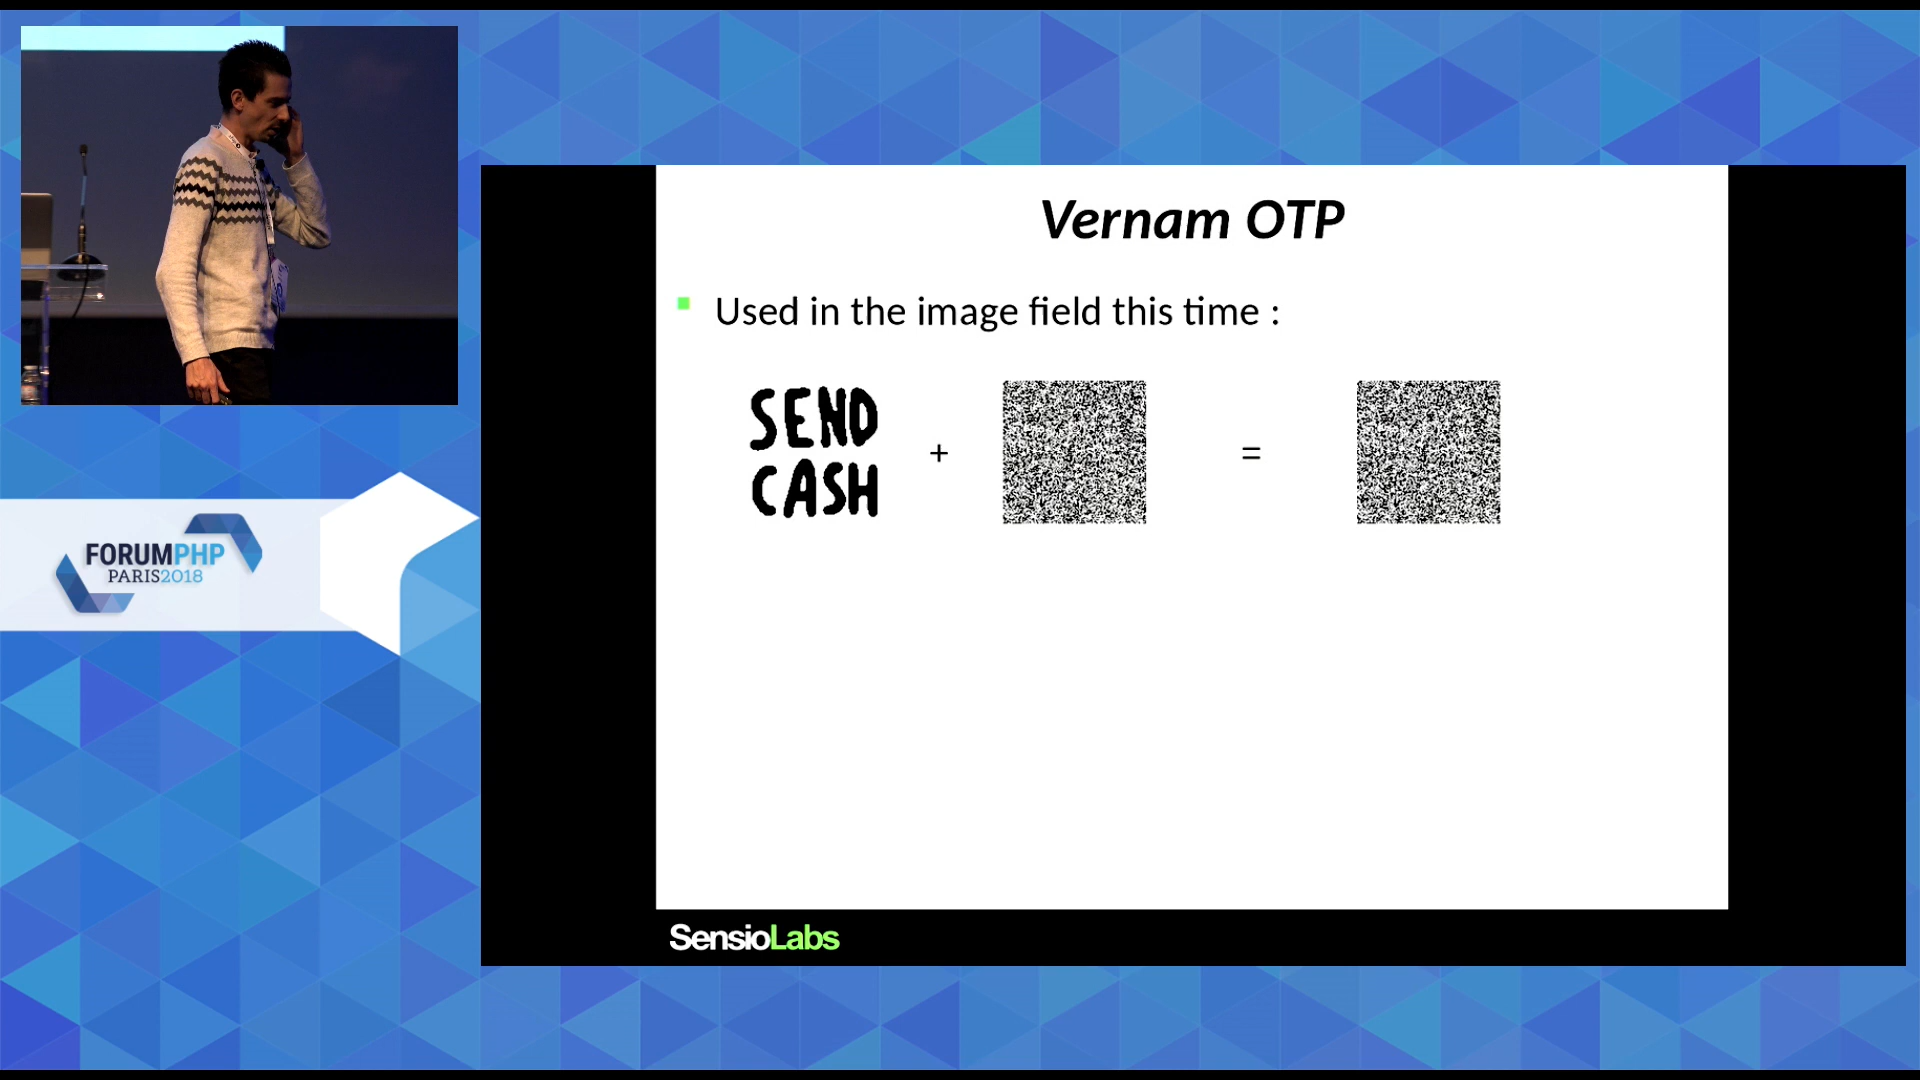 Vernam OTP
Used in the image field this time :
SEND
CASH
+
=
FORUMPHP
PARIS2018
SensioLabs